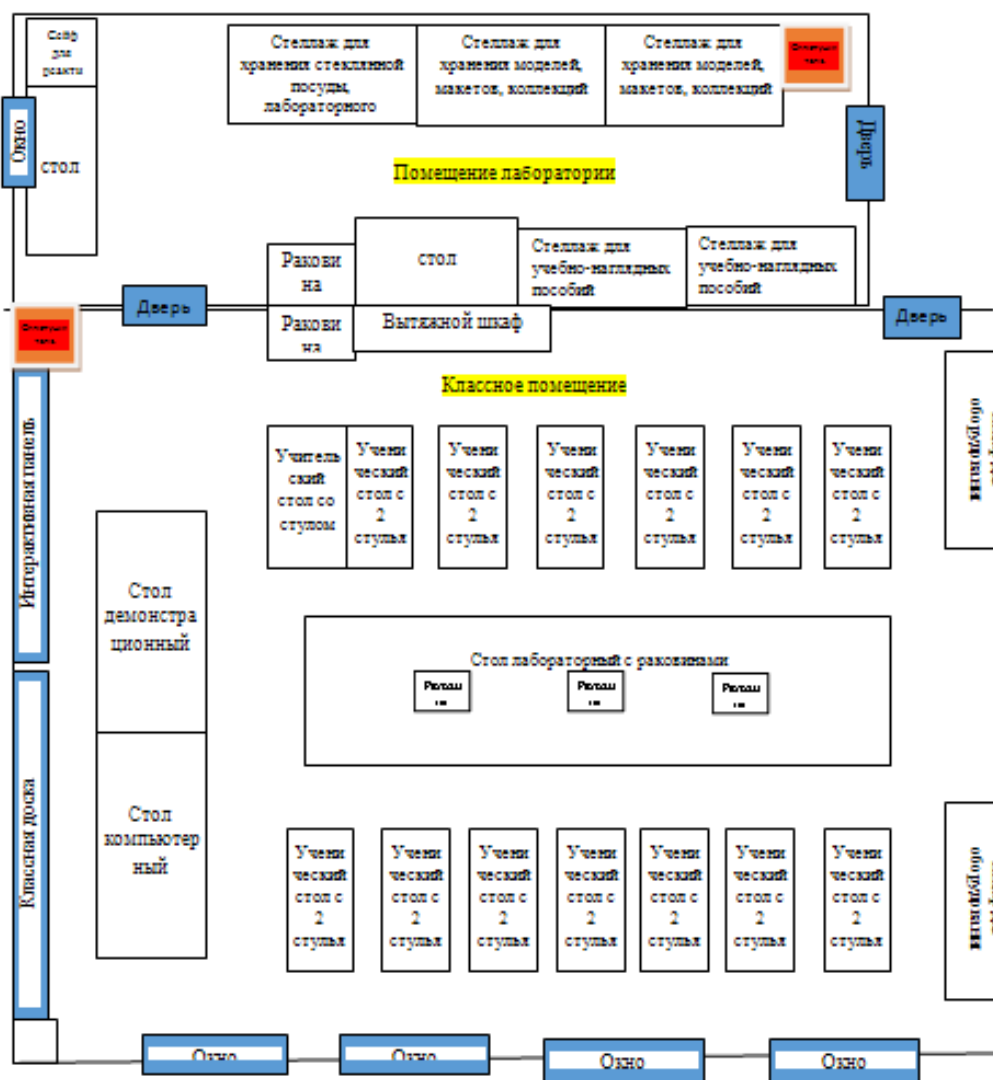 Сейф
для
реакти
Стеллаж для
хранения стеклянной
посуды,
лабораторного
Стеллаж для
хранения моделей,
макетов, коллекций
Стеллаж для
хранения моделей,
макетов, коллекций
Окно
стол
Дверь
Помещение лаборатории
Ракови
на
стол
Стеллаж для
учебно-наглядных
пособий
Стеллаж для
учебно-наглядных
пособий
Дверь
Дверь
Ракови
на
Вытяжной шкаф
Классное помещение
Интерактивная панель
Учитель
ский
стол со
стулом
Учени
ческий
стол с
2
стулья
Учени
ческий
стол с
2
стулья
Учени
ческий
стол с
2
стулья
Учени
ческий
стол с
2
стулья
Учени
ческий
стол с
2
стулья
Учени
ческий
стол с
2
стулья
Стол
демонстра
ционный
Стол лабораторный с раковинами
Классная доска
Стол
компьютер
ный
Учени
ческий
стол с
2
стулья
Учени
ческий
стол с
2
стулья
Учени
ческий
стол с
2
стулья
Учени
ческий
стол с
2
стулья
Учени
ческий
стол с
2
стулья
Учени
ческий
стол с
2
стулья
Учени
ческий
стол с
2
стулья
Окно
Окно
Окно
Окно